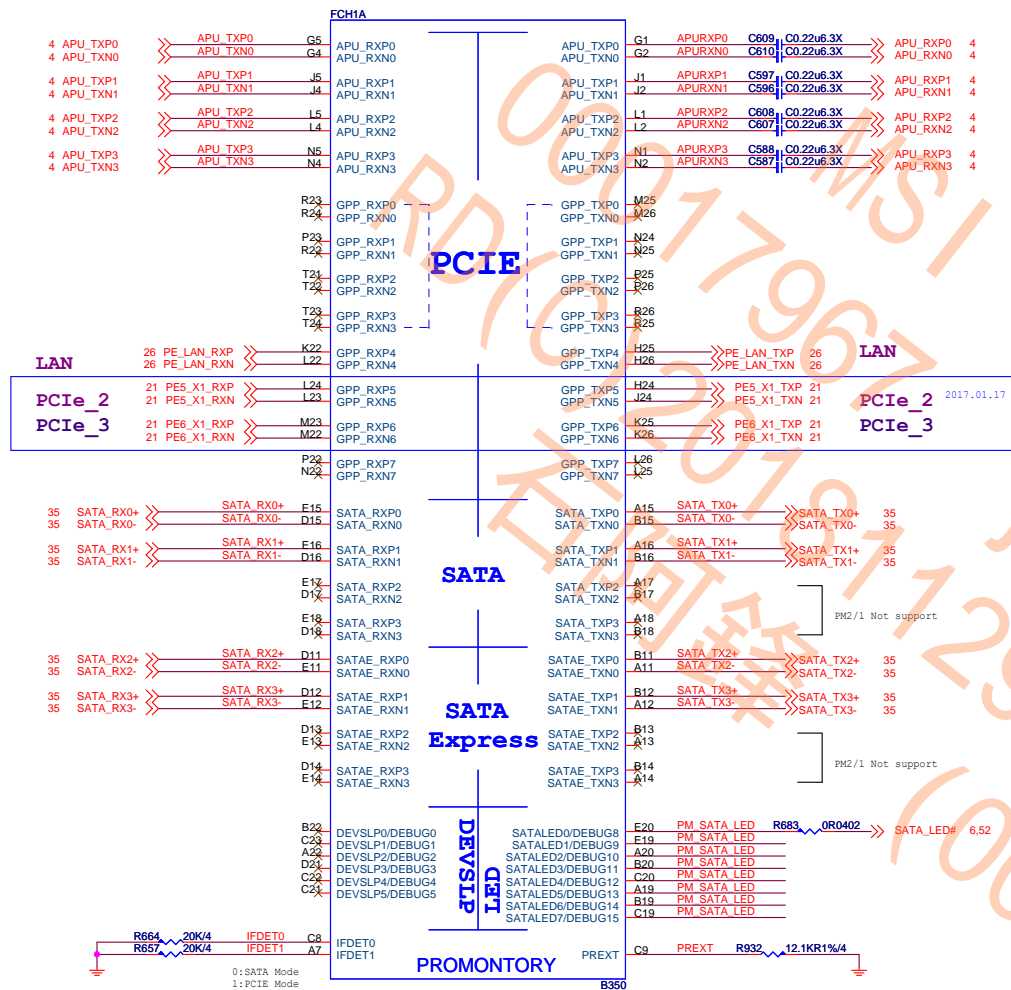 FCH1A
4 APU_TXP0 APU_TXP0 G5 APU_RXP0 APU_TXP0 G1 APURXP0 C609 C0.22u6.3X APU_RXP0 4
4 APU_TXN0 APU_TXN0 G4 APU_RXN0 APU_TXN0 G2 APURXN0 C610 C0.22u6.3X APU_RXN0 4
4 APU_TXP1 APU_TXP1 J5 APU_RXP1 APU_TXP1 J1 APURXP1 C597 C0.22u6.3X APU_RXP1 4
4 APU_TXN1 APU_TXN1 J4 APU_RXN1 APU_TXN1 J2 APURXN1 C596 C0.22u6.3X APU_RXN1 4
4 APU_TXP2 APU_TXP2 L5 APU_RXP2 APU_TXP2 L1 APURXP2 C608 C0.22u6.3X APU_RXP2 4
4 APU_TXN2 APU_TXN2 L4 APU_RXN2 APU_TXN2 L2 APURXN2 C607 C0.22u6.3X APU_RXN2 4
4 APU_TXP3 APU_TXP3 N5 APU_RXP3 APU_TXP3 N1 APURXP3 C588 C0.22u6.3X APU_RXP3 4
4 APU_TXN3 APU_TXN3 N4 APU_RXN3 APU_TXN3 N2 APURXN3 C587 C0.22u6.3X APU_RXN3 4
R23 GPP_RXP0 GPP_TXP0 M25
R24 GPP_RXN0 GPP_TXN0 M26
P23 GPP_RXP1 GPP_TXP1 N24
R22 GPP_RXN1 GPP_TXN1 N25
PCIE
T21 GPP_RXP2 GPP_TXP2 P25
T22 GPP_RXN2 GPP_TXN2 P26
T23 GPP_RXP3 GPP_TXP3 R26
T24 GPP_RXN3 GPP_TXN3 R25
LAN 26 PE_LAN_RXP K22 GPP_RXP4 GPP_TXP4 H25 PE_LAN_TXP 26 LAN
26 PE_LAN_RXN L22 GPP_RXN4 GPP_TXN4 H26 PE_LAN_TXN 26
PCIe_2 21 PE5_X1_RXP L24 GPP_RXP5 GPP_TXP5 H24 PE5_X1_TXP 21 PCIe_2 2017.01.17
21 PE5_X1_RXN L23 GPP_RXN5 GPP_TXN5 J24 PE5_X1_TXN 21
PCIe_3 21 PE6_X1_RXP M23 GPP_RXP6 GPP_TXP6 K25 PE6_X1_TXP 21 PCIe_3
21 PE6_X1_RXN M22 GPP_RXN6 GPP_TXN6 K26 PE6_X1_TXN 21
P22 GPP_RXP7 GPP_TXP7 L26
N22 GPP_RXN7 GPP_TXN7 L25
35 SATA_RX0+ SATA_RX0+ E15 SATA_RXP0 SATA_TXP0 A15 SATA_TX0+ SATA_TX0+ 35
35 SATA_RX0- SATA_RX0- D15 SATA_RXN0 SATA_TXN0 B15 SATA_TX0- SATA_TX0- 35
35 SATA_RX1+ SATA_RX1+ E16 SATA_RXP1 SATA_TXP1 A16 SATA_TX1+ SATA_TX1+ 35
35 SATA_RX1- SATA_RX1- D16 SATA_RXN1 SATA_TXN1 B16 SATA_TX1- SATA_TX1- 35
SATA
E17 SATA_RXP2 SATA_TXP2 A17
D17 SATA_RXN2 SATA_TXN2 B17
PM2/1 Not support
E18 SATA_RXP3 SATA_TXP3 A18
D18 SATA_RXN3 SATA_TXN3 B18
35 SATA_RX2+ SATA_RX2+ D11 SATAE_RXP0 SATAE_TXP0 B11 SATA_TX2+ SATA_TX2+ 35
35 SATA_RX2- SATA_RX2- E11 SATAE_RXN0 SATAE_TXN0 A11 SATA_TX2- SATA_TX2- 35
35 SATA_RX3+ SATA_RX3+ D12 SATAE_RXP1 SATAE_TXP1 B12 SATA_TX3+ SATA_TX3+ 35
35 SATA_RX3- SATA_RX3- E12 SATAE_RXN1 SATAE_TXN1 A12 SATA_TX3- SATA_TX3- 35
SATA
Express
D13 SATAE_RXP2 SATAE_TXP2 B13
E13 SATAE_RXN2 SATAE_TXN2 A13
PM2/1 Not support
D14 SATAE_RXP3 SATAE_TXP3 B14
E14 SATAE_RXN3 SATAE_TXN3 A14
DEVSLP
LED
B22 DEVSLP0/DEBUG0 SATALED0/DEBUG8 E20 PM_SATA_LED R683 0R0402 SATA_LED# 6,52
C23 DEVSLP1/DEBUG1 SATALED1/DEBUG9 E19 PM_SATA_LED
A22 DEVSLP2/DEBUG2 SATALED2/DEBUG10 A20 PM_SATA_LED
D21 DEVSLP3/DEBUG3 SATALED3/DEBUG11 B20 PM_SATA_LED
C22 DEVSLP4/DEBUG4 SATALED4/DEBUG12 C20 PM_SATA_LED
C21 DEVSLP5/DEBUG5 SATALED5/DEBUG13 A19 PM_SATA_LED
SATALED6/DEBUG14 B19 PM_SATA_LED
SATALED7/DEBUG15 C19 PM_SATA_LED
R664 20K/4 IFDET0 C8 IFDET0
R657 20K/4 IFDET1 A7 IFDET1 PREXT C9 PREXT R932 12.1KR1%/4
0:SATA Mode
1:PCIE Mode
PROMONTORY
B350
MSI
00017967
RD(C)20181129
石阿鋒
(00